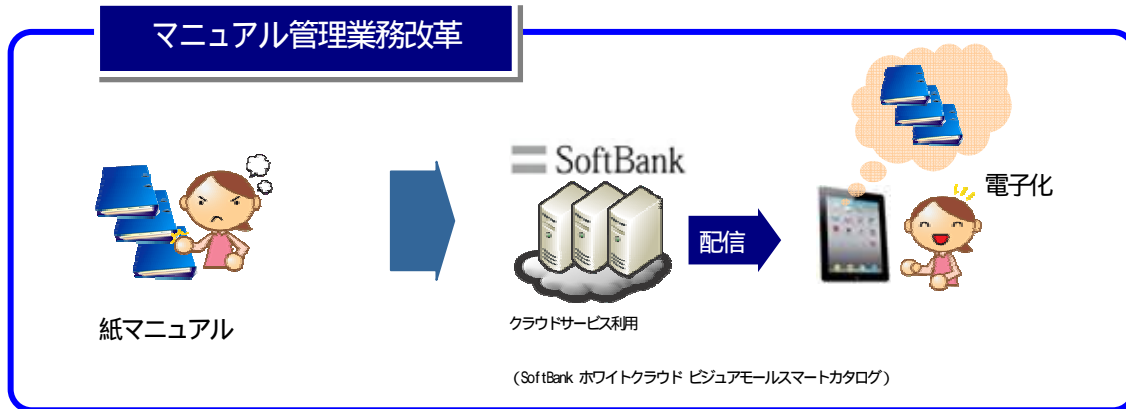 マニュアル管理業務改革
SoftBank
電子化
配信
紙マニュアル
クラウドサービス利用
(SoftBank ホワイトクラウド ビジュアモールスマートカタログ)